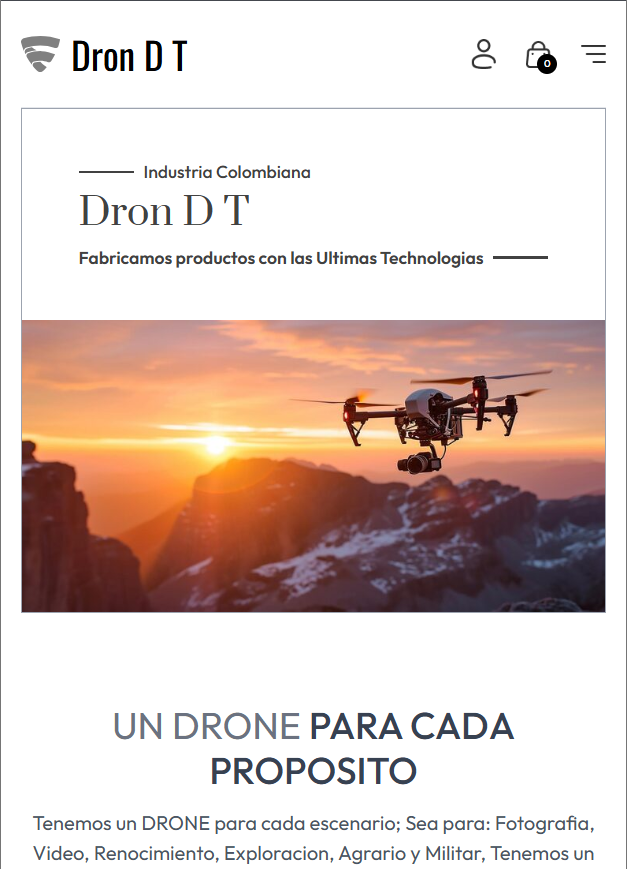 Dron D T
0
Industria Colombiana
Dron D T
Fabricamos productos con las Ultimas Technologias
UN DRONE PARA CADA
PROPOSITO
Tenemos un DRONE para cada escenario; Sea para: Fotografia,
Video, Renocimiento, Exploracion, Agrario y Militar, Tenemos un